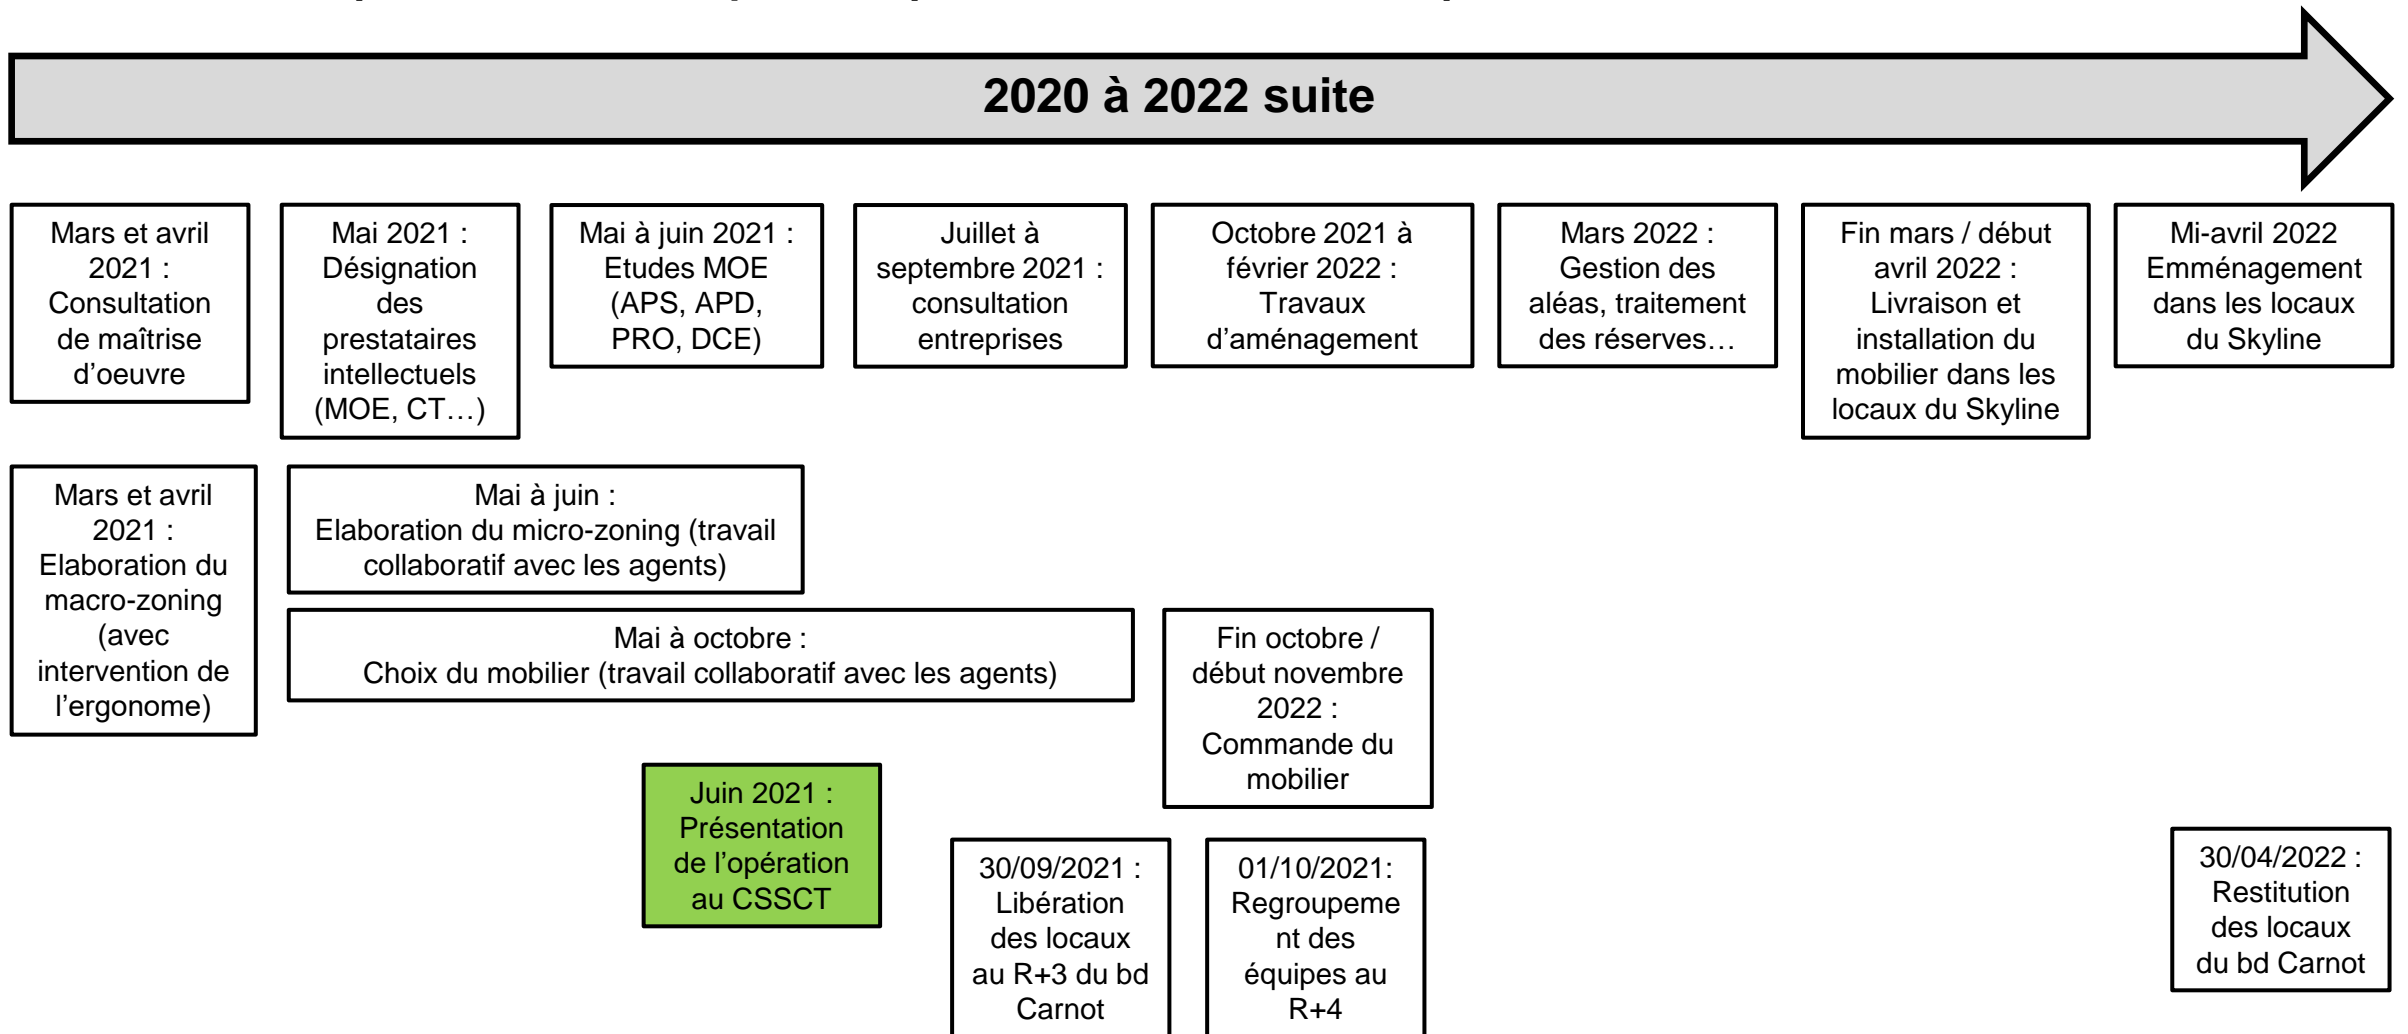 2020 à 2022 suite
Mars et avril
2021 :
Consultation
de maîtrise
d'oeuvre
Mai 2021 :
Désignation
des
prestataires
intellectuels
(MOE, CT…)
Mai à juin 2021 :
Etudes MOE
(APS, APD,
PRO, DCE)
Juillet à
septembre 2021 :
consultation
entreprises
Octobre 2021 à
février 2022 :
Travaux
d'aménagement
Mars 2022 :
Gestion des
aléas, traitement
des réserves…
Fin mars / début
avril 2022 :
Livraison et
installation du
mobilier dans les
locaux du Skyline
Mi-avril 2022
Emménagement
dans les locaux
du Skyline
Mars et avril
2021 :
Elaboration du
macro-zoning
(avec
intervention de
l'ergonome)
Mai à juin :
Elaboration du micro-zoning (travail
collaboratif avec les agents)
Mai à octobre :
Choix du mobilier (travail collaboratif avec les agents)
Fin octobre /
début novembre
2022 :
Commande du
mobilier
Juin 2021 :
Présentation
de l'opération
au CSSCT
30/09/2021 :
Libération
des locaux
au R+3 du bd
Carnot
01/10/2021:
Regroupeme
nt des
équipes au
R+4
30/04/2022 :
Restitution
des locaux
du bd Carnot